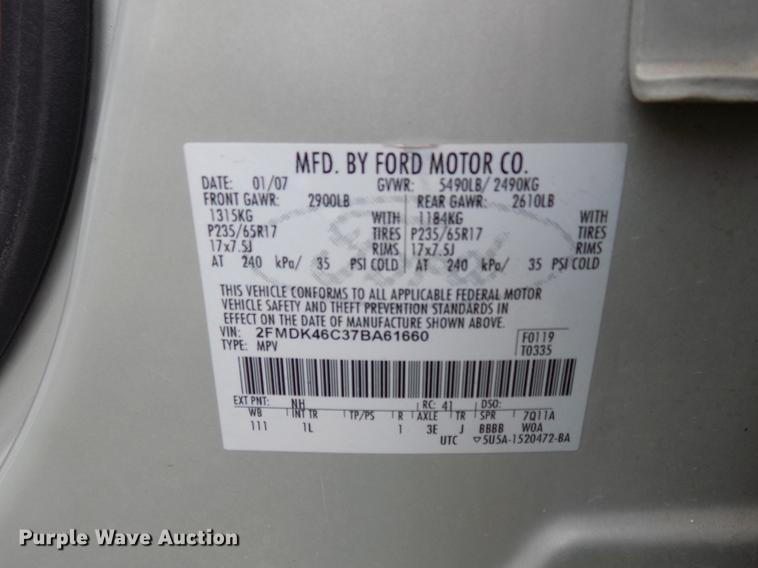 MFD. BY FORD MOTOR CO.
DATE: 01/07 GVWR: 5490LB/ 2490KG
FRONT GAWR: 2900LB REAR GAWR: 2610LB
1315KG WITH 1184KG WITH
P235/65R17 TIRES P235/65R17 TIRES
17x7.5J RIMS 17x7.5J RIMS
AT 240 kPa/ 35 PSI COLD AT 240 kPa/ 35 PSI COLD
THIS VEHICLE CONFORMS TO ALL APPLICABLE FEDERAL MOTOR
VEHICLE SAFETY AND THEFT PREVENTION STANDARDS IN
EFFECT ON THE DATE OF MANUFACTURE SHOWN ABOVE.
VIN: 2FMDK46C37BA61660 F0119
TYPE: MPV T0335
EXT PNT: NH RC: 41 DSO:
WB INT TR TP/PS R AXLE TR SPR 7Q11A
111 1L 1 3E J BBBB W0A
UTC ▽5U5A-1520472-BA
Purple Wave Auction